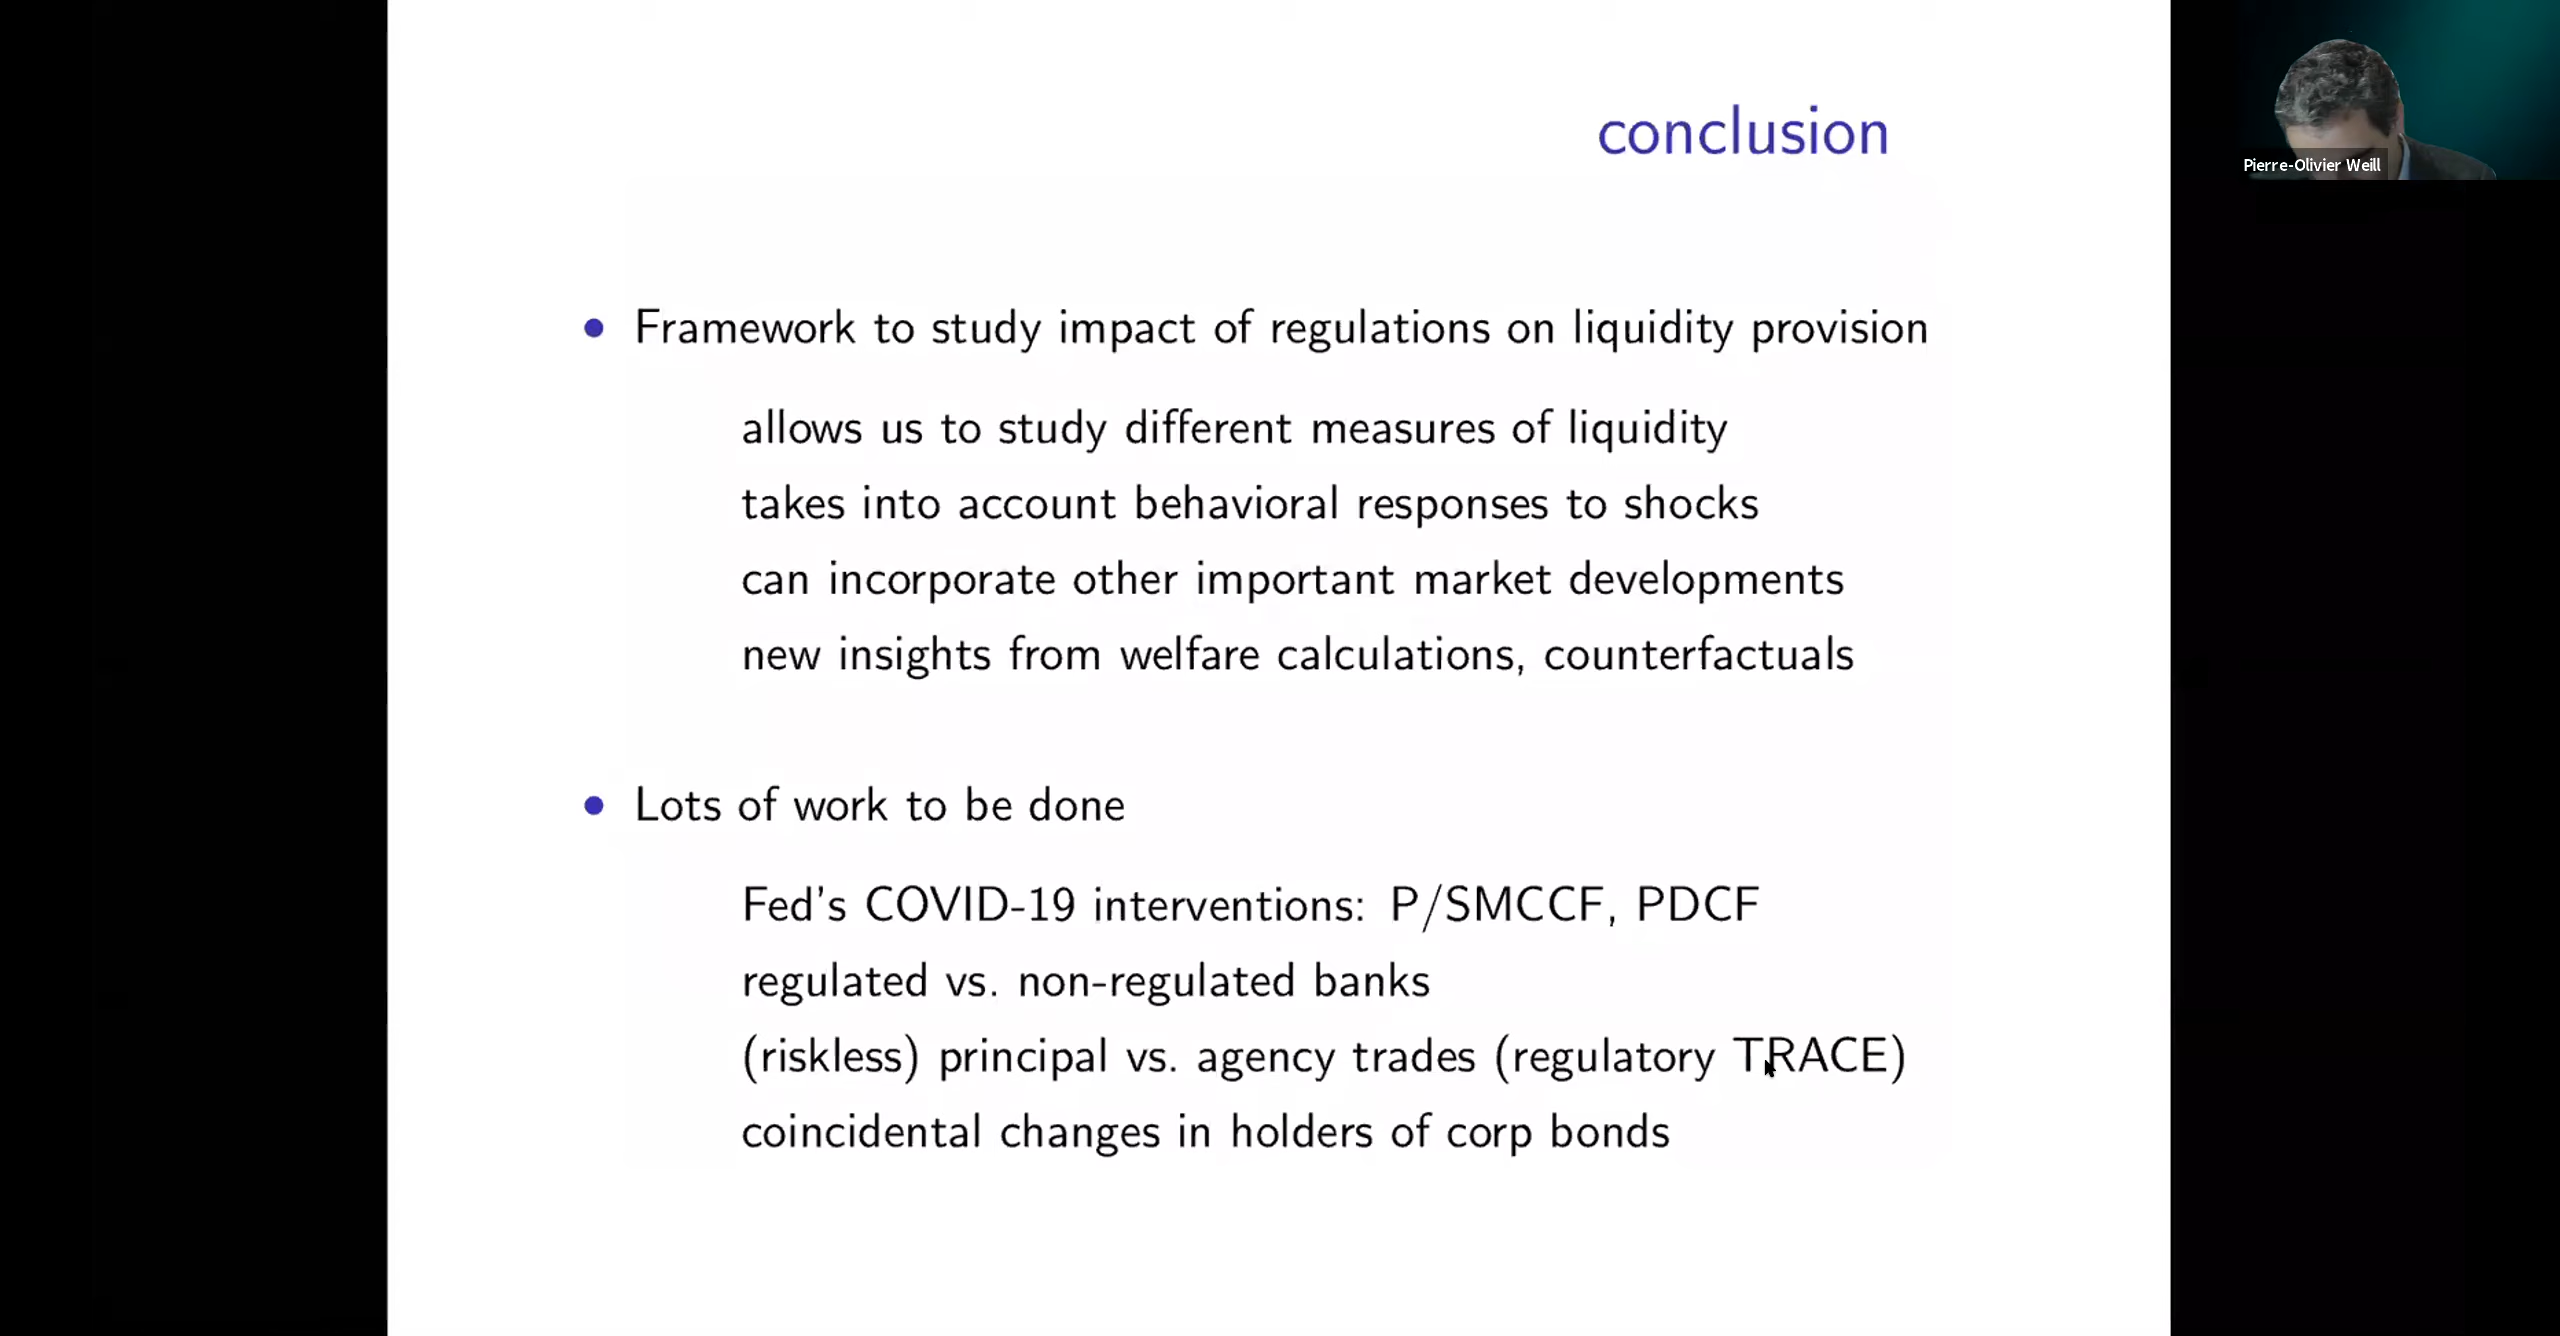 conclusion
Pierre-Olivier Weill
• Framework to study impact of regulations on liquidity provision
allows us to study different measures of liquidity
takes into account behavioral responses to shocks
can incorporate other important market developments
new insights from welfare calculations, counterfactuals
• Lots of work to be done
Fed's COVID-19 interventions: P/SMCCF, PDCF
regulated vs. non-regulated banks
(riskless) principal vs. agency trades (regulatory TRACE)
coincidental changes in holders of corp bonds